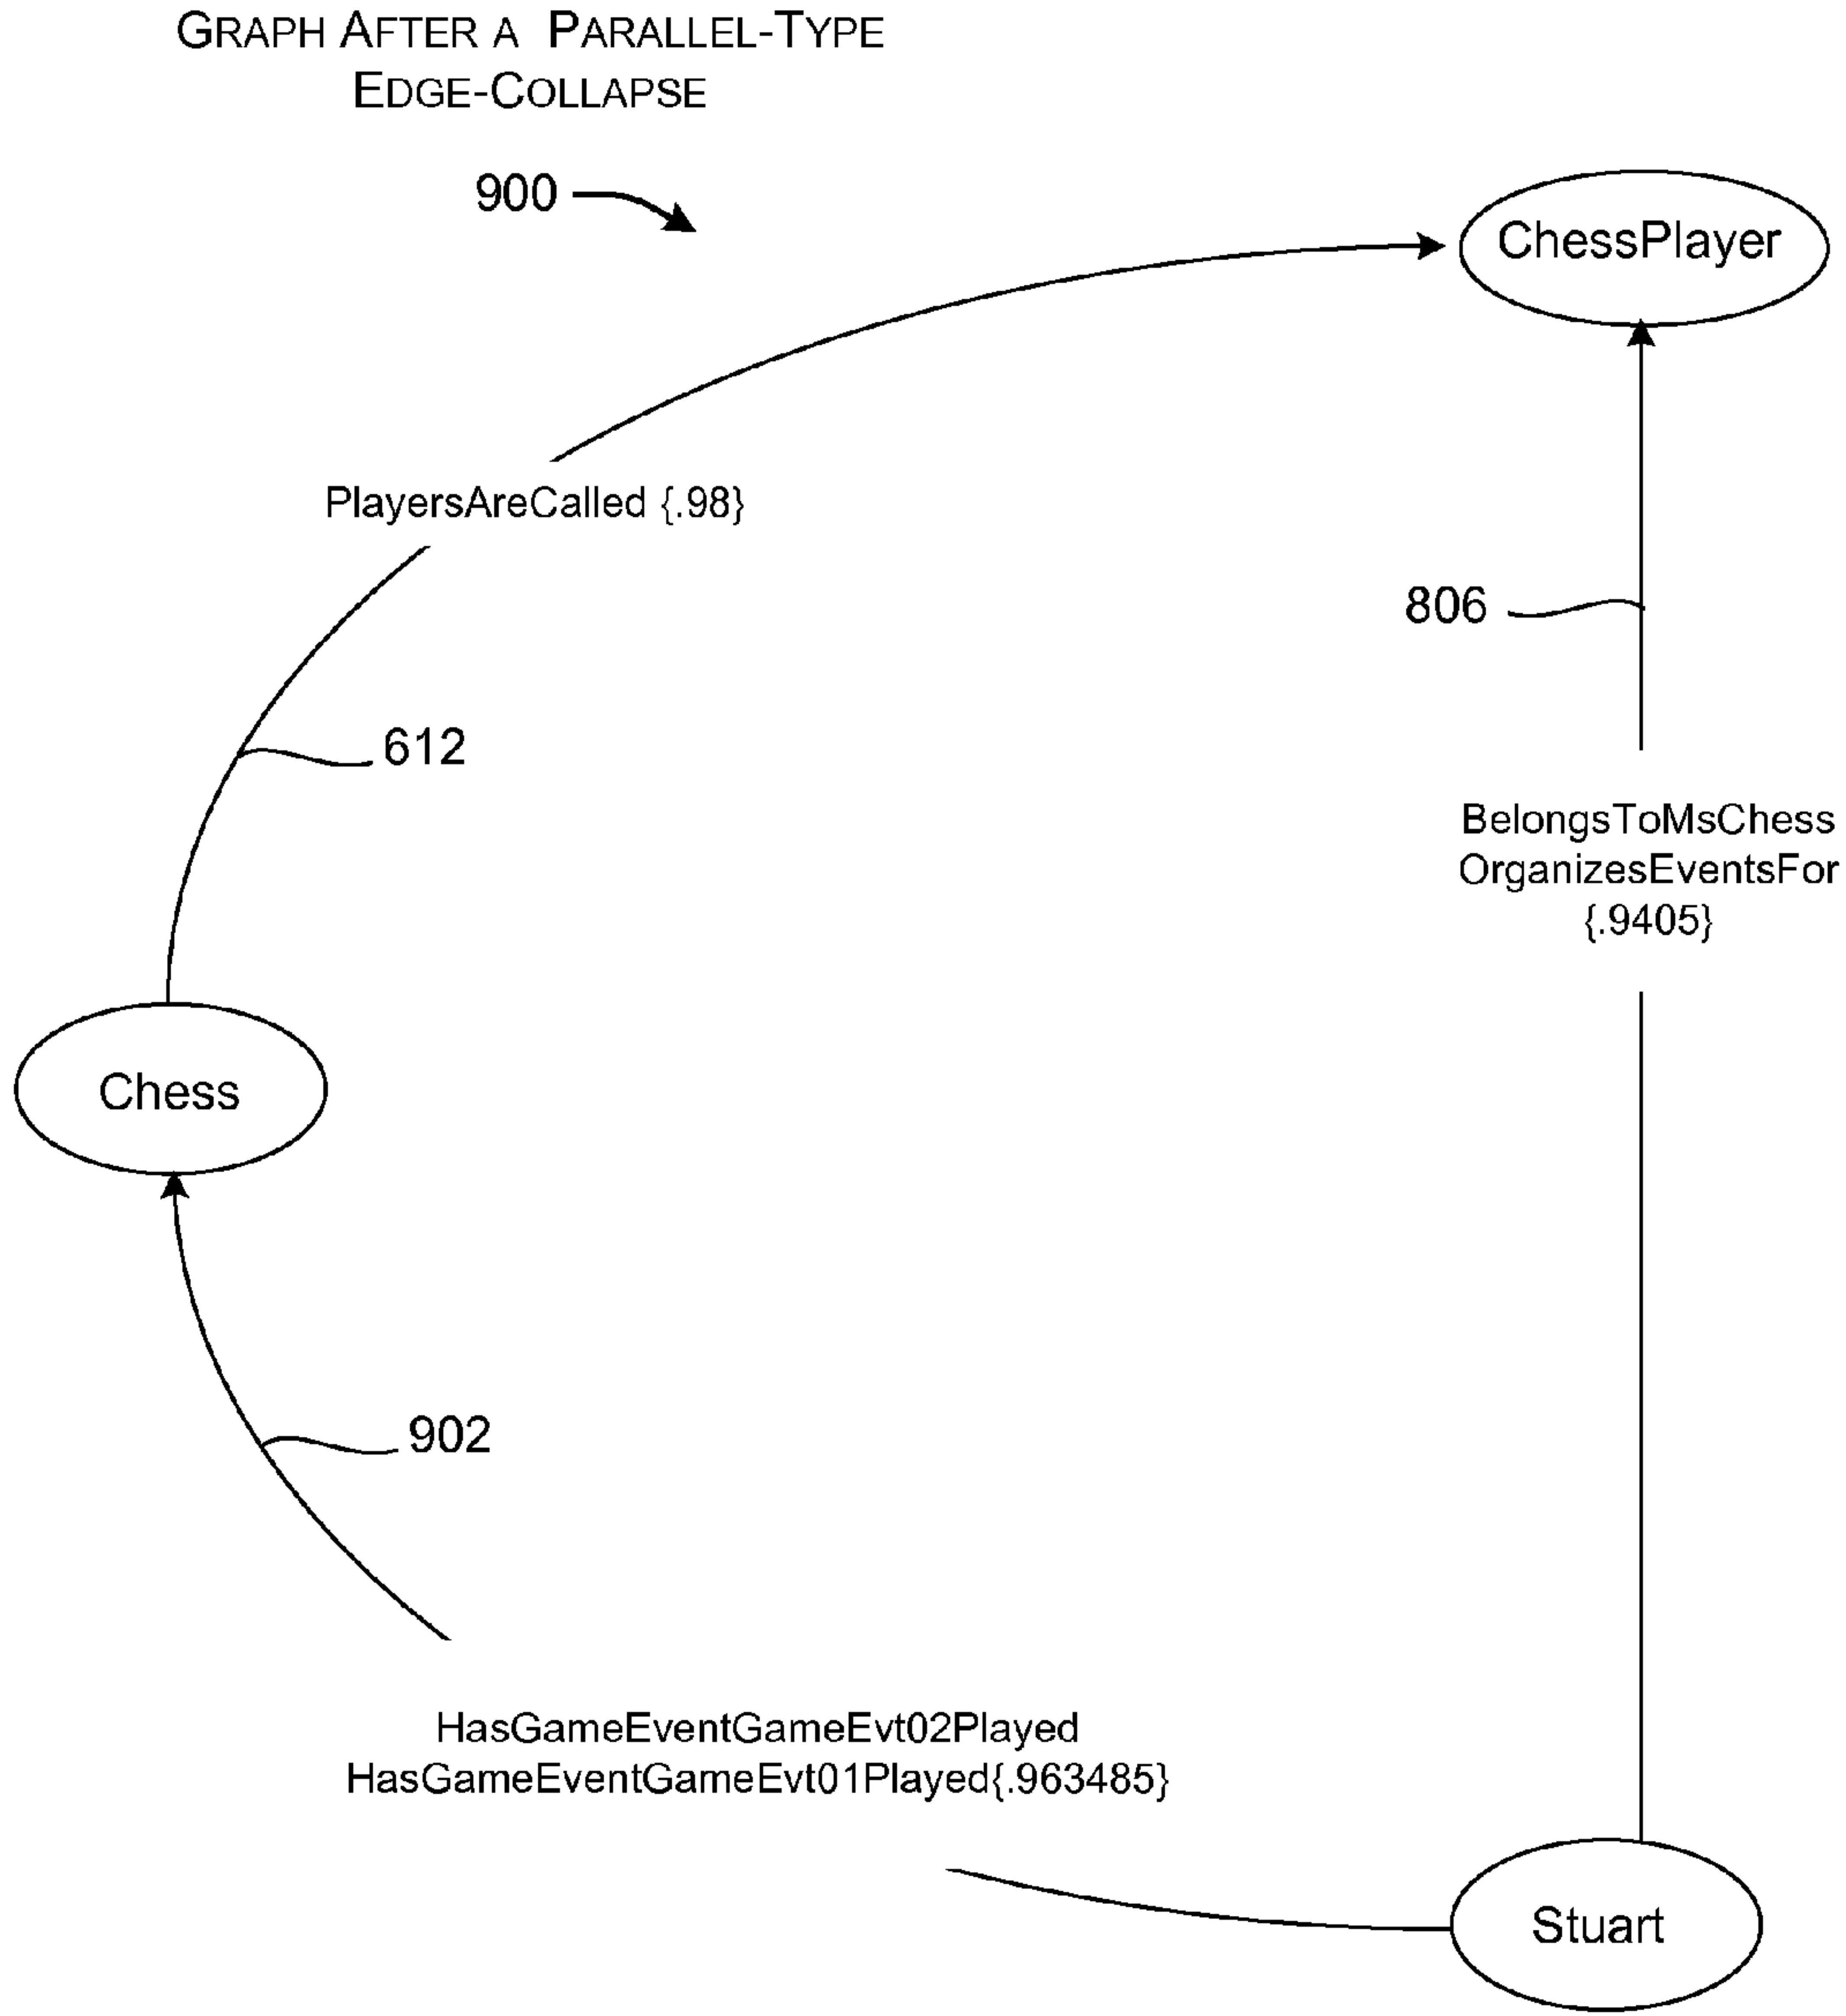 GRAPH AFTER A PARALLEL-TYPE
EDGE-COLLAPSE
900
ChessPlayer
PlayersAreCalled {.98}
806
612
BelongsToMsChess
OrganizesEventsFor
{.9405}
Chess
902
HasGameEventGameEvt02Played
HasGameEventGameEvt01Played{.963485}
Stuart